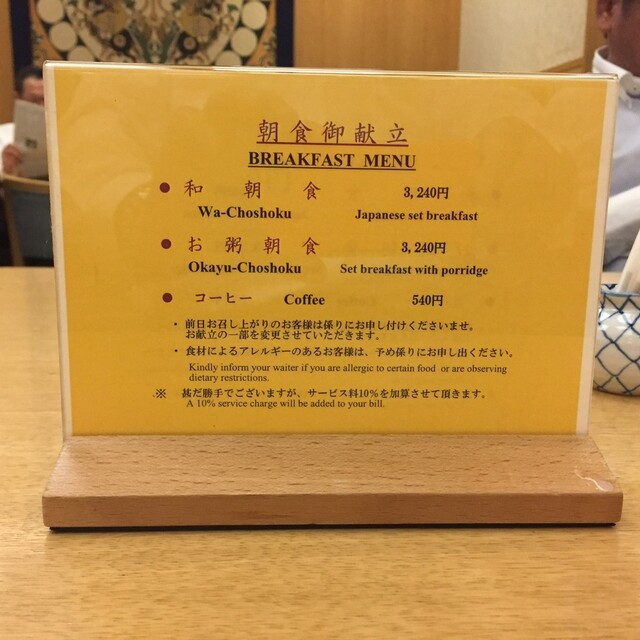 朝食御献立
BREAKFAST MENU
● 和 朝 食 3,240円
Wa-Choshoku Japanese set breakfast
● お 粥 朝 食 3,240円
Okayu-Choshoku Set breakfast with porridge
● コーヒー Coffee 540円
・前日お召し上がりのお客様は係りにお申し付けくださいませ。
お献立の一部を変更させていただきます。
・食材によるアレルギーのあるお客様は、予め係りにお申し出ください。
Kindly inform your waiter if you are allergic to certain food or are observing
dietary restrictions.
※ 甚だ勝手でございますが、サービス料10%を加算させて頂きます。
A 10% service charge will be added to your bill.